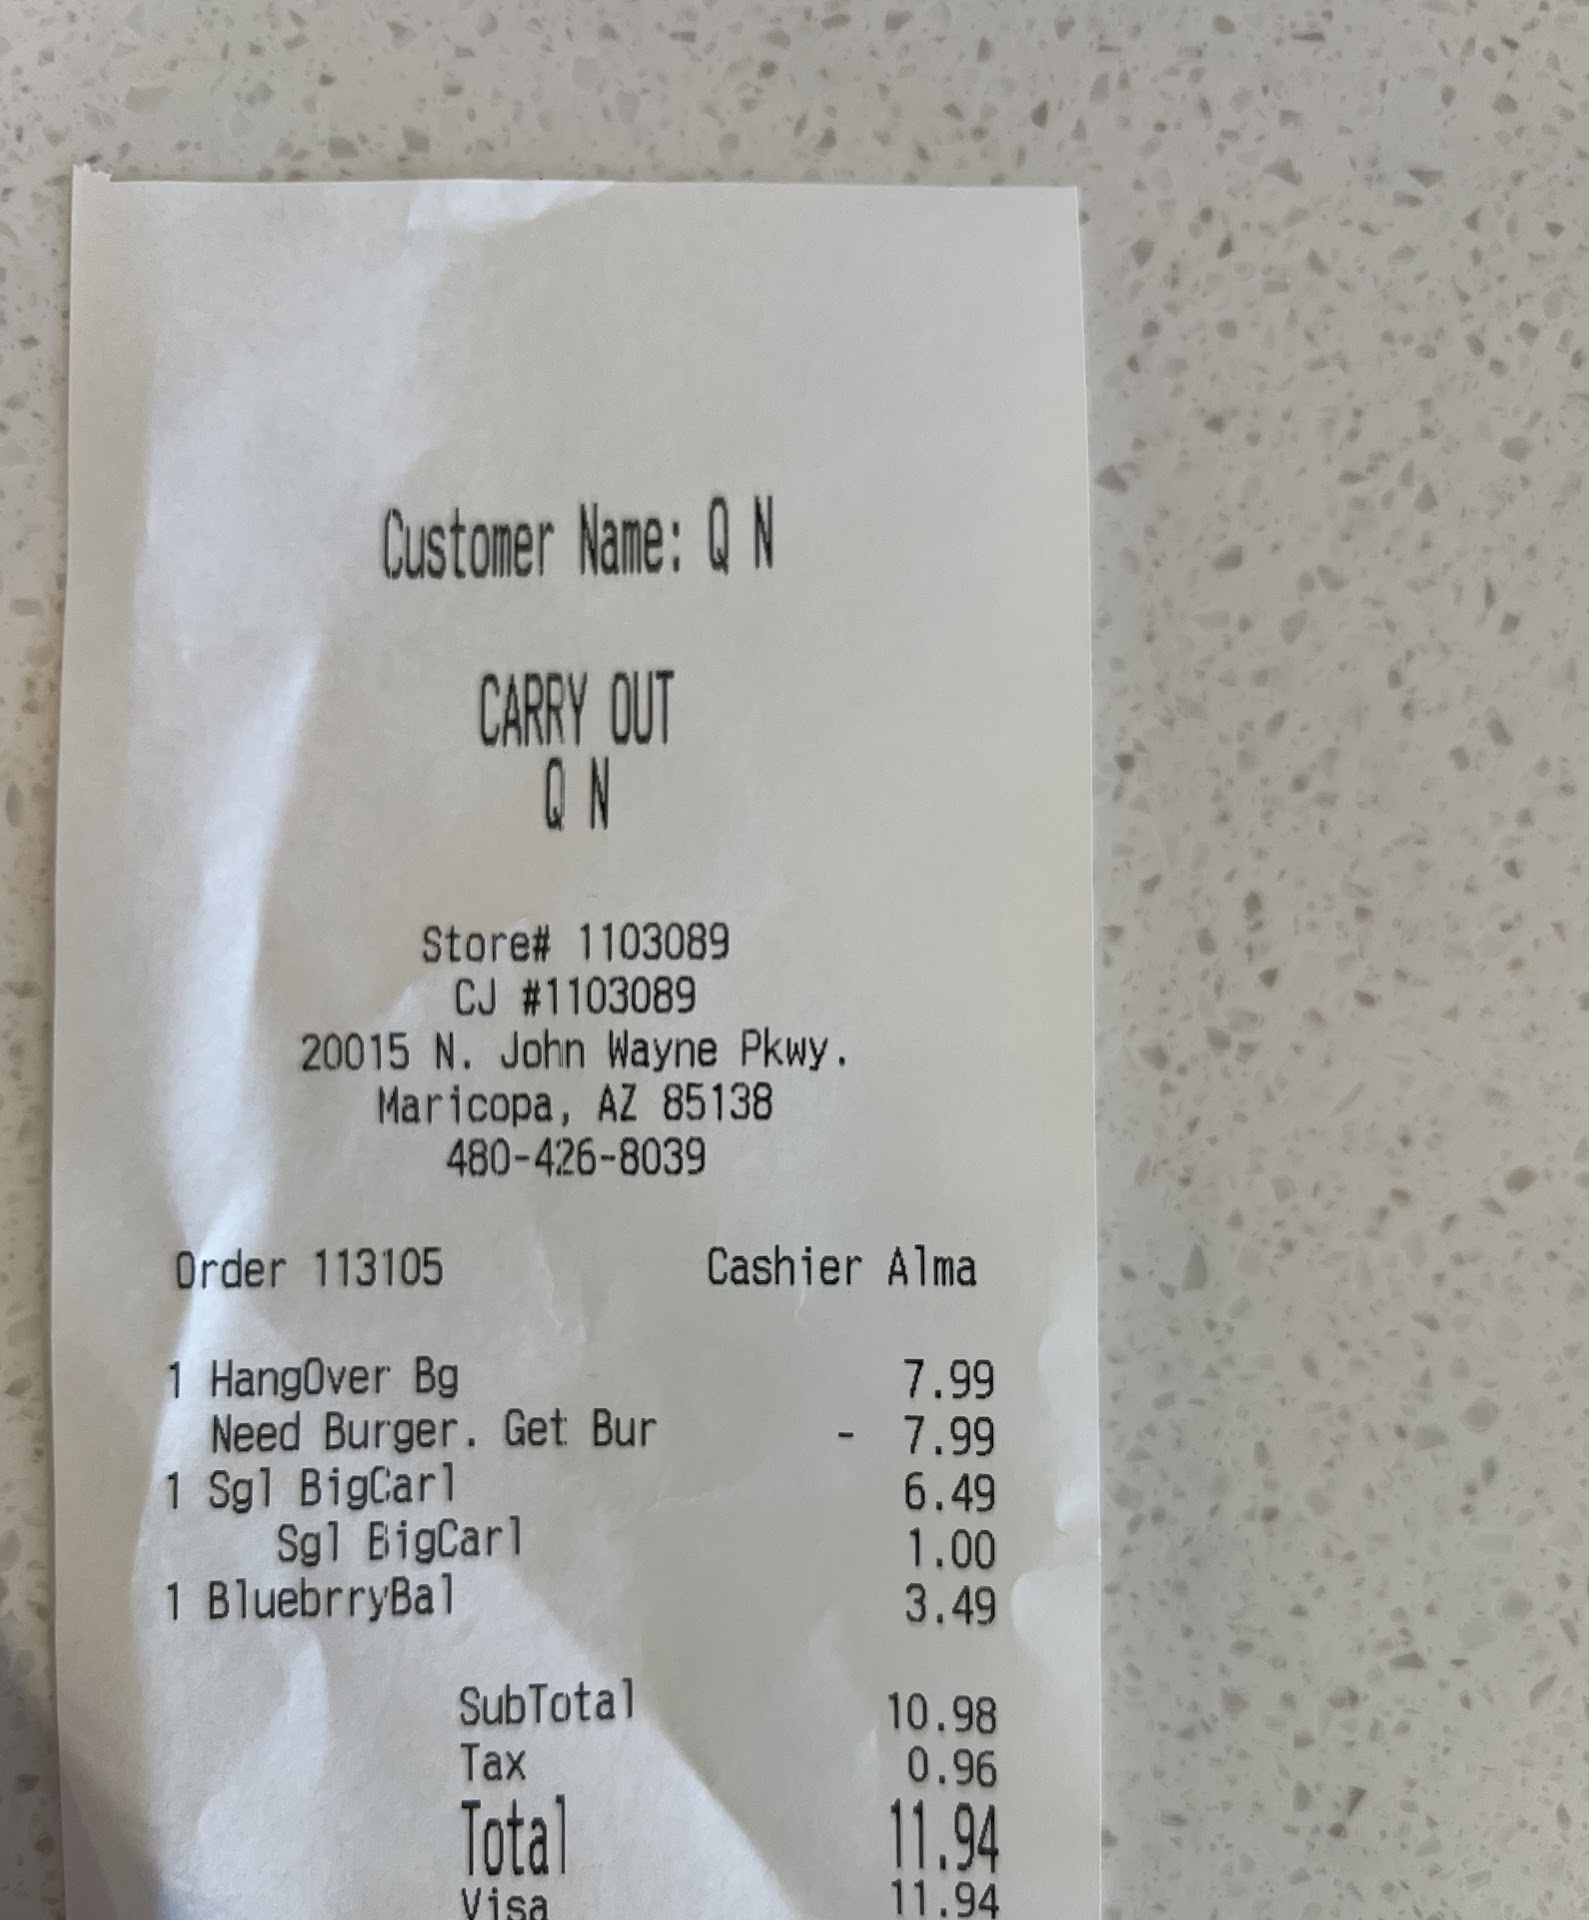 Customer Name: Q N
CARRY OUT
Q N
Store# 1103089
CJ #1103089
20015 N. John Wayne Pkwy.
Maricopa, AZ 85138
480-426-8039
Order 113105 Cashier Alma
1 HangOver Bg 7.99
Need Burger. Get Bur - 7.99
1 Sgl BigCarl 6.49
Sgl BigCarl 1.00
1 BluebrryBal 3.49
SubTotal 10.98
Tax 0.96
Total 11.94
Visa 11.94